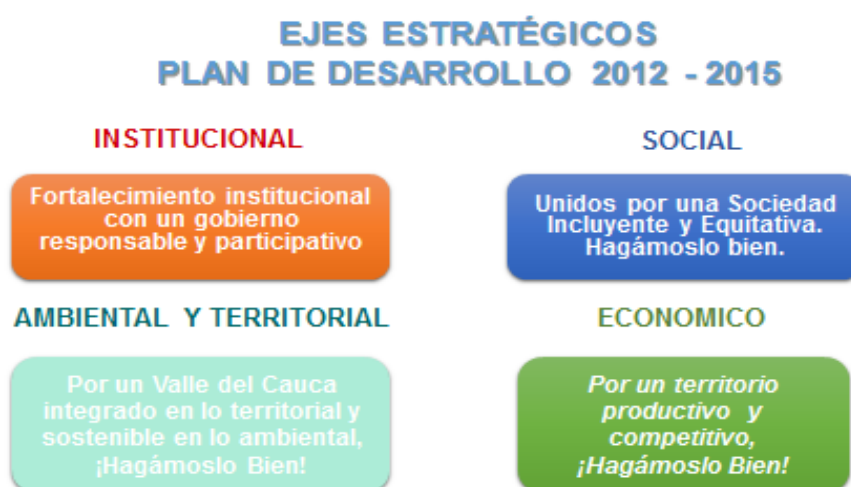 EJES ESTRATÉGICOS
PLAN DE DESARROLLO 2012 - 2015
INSTITUCIONAL
Fortalecimiento institucional
con un gobierno
responsable y participativo
SOCIAL
Unidos por una Sociedad
Incluyente y Equitativa.
Hagámoslo bien.
AMBIENTAL Y TERRITORIAL
Por un Valle del Cauca
integrado en lo territorial y
sostenible en lo ambiental,
¡Hagámoslo Bien!
ECONOMICO
Por un territorio
productivo y
competitivo,
¡Hagámoslo Bien!